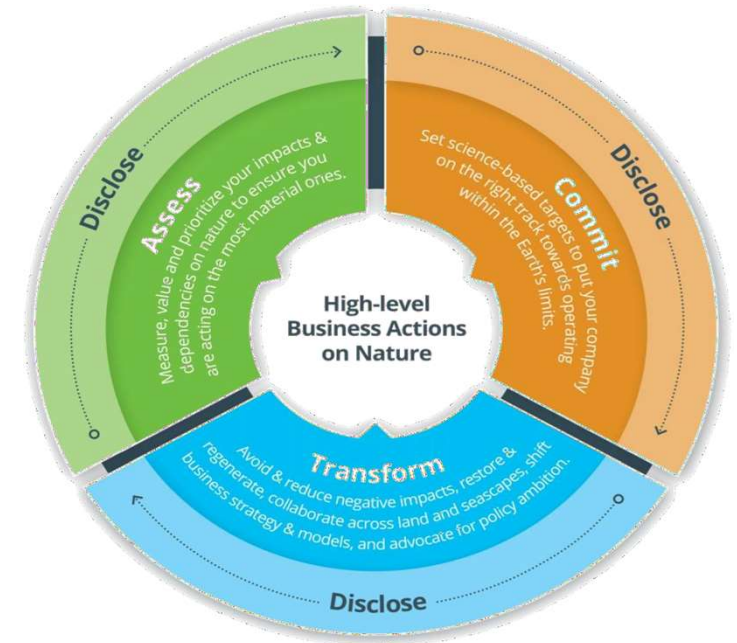 High-level
Business Actions
on Nature
Disclose
Assess
Measure, value and prioritize your impacts &
dependencies on nature to ensure you
are acting on the most material ones.
Disclose
Commit
Set science-based targets to put your company
on the right track towards operating
within the Earth's limits.
Transform
Avoid & reduce negative impacts, restore &
regenerate, collaborate across land and seascapes, shift
business strategy & models, and advocate for policy ambition.
Disclose